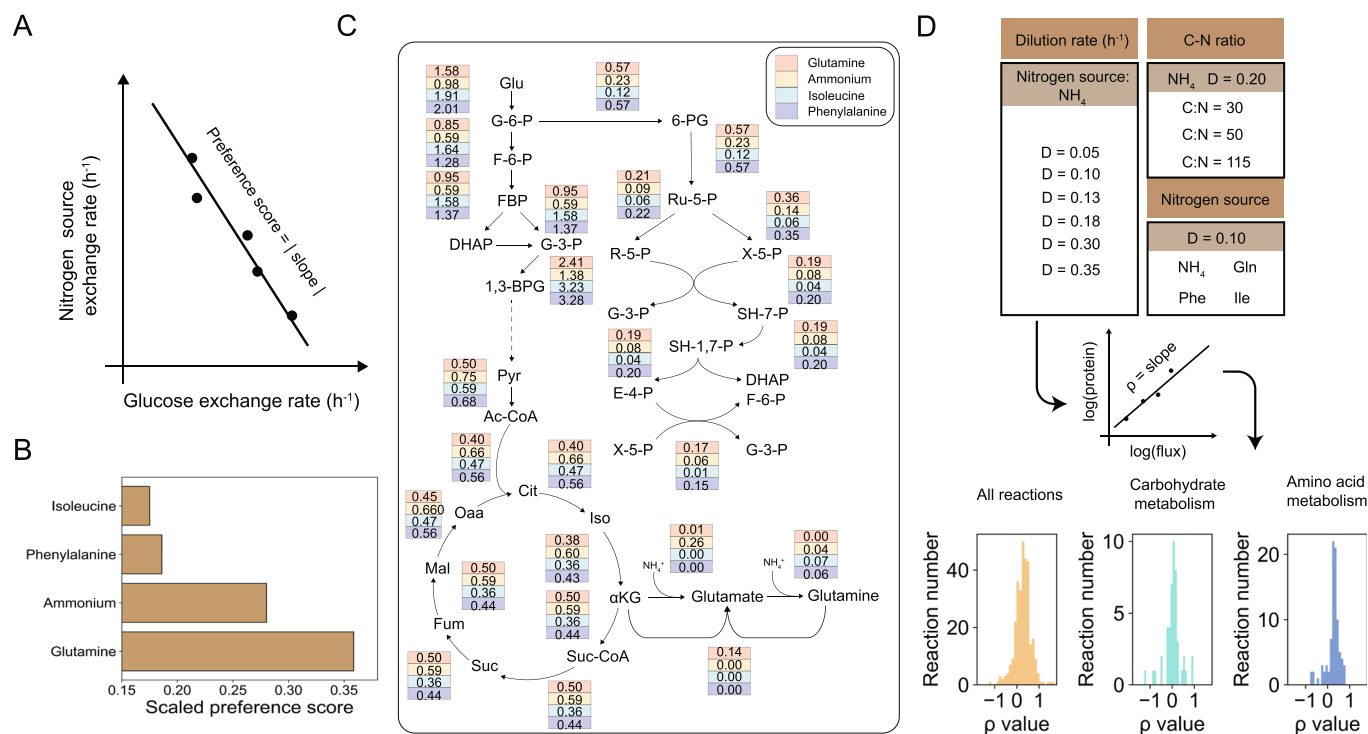 A
Nitrogen source
exchange rate (h-1)
Preference score = | slope |
Glucose exchange rate (h-1)
B
Isoleucine
Phenylalanine
Ammonium
Glutamine
0.15 0.20 0.25 0.30 0.35
Scaled preference score
C
Glutamine
Ammonium
Isoleucine
Phenylalanine
1.58
0.98
1.91
2.01
Glu
0.57
0.23
0.12
0.57
G-6-P
6-PG
0.85
0.59
1.64
1.28
F-6-P
0.57
0.23
0.12
0.57
0.95
0.59
1.58
1.37
FBP
0.95
0.59
1.58
1.37
0.21
0.09
0.06
0.22
Ru-5-P
0.36
0.14
0.06
0.35
DHAP
G-3-P
R-5-P
X-5-P
2.41
1.38
3.23
3.28
1,3-BPG
0.19
0.08
0.04
0.20
G-3-P
SH-7-P
0.19
0.08
0.04
0.20
SH-1,7-P
0.19
0.08
0.04
0.20
0.50
0.75
0.59
0.68
Pyr
E-4-P
DHAP
F-6-P
Ac-CoA
X-5-P
G-3-P
0.17
0.06
0.01
0.15
0.40
0.66
0.47
0.56
0.40
0.66
0.47
0.56
Cit
0.45
0.660
0.47
0.56
Oaa
Iso
0.38
0.60
0.36
0.43
0.01
0.26
0.00
0.00
0.00
0.04
0.07
0.06
NH4+
NH4+
Mal
0.50
0.59
0.36
0.44
αKG
Glutamate
Glutamine
0.50
0.59
0.36
0.44
Fum
Suc-CoA
Suc
0.50
0.59
0.36
0.44
0.50
0.59
0.36
0.44
0.14
0.00
0.00
0.00
D
Dilution rate (h-1)
Nitrogen source:
NH4
D = 0.05
D = 0.10
D = 0.13
D = 0.18
D = 0.30
D = 0.35
C-N ratio
NH4 D = 0.20
C:N = 30
C:N = 50
C:N = 115
Nitrogen source
D = 0.10
NH4 Gln
Phe Ile
log(protein)
ρ = slope
log(flux)
All reactions
Reaction number
0
20
40
−1 0 1
ρ value
Carbohydrate
metabolism
Reaction number
0
5
10
−1 0 1
ρ value
Amino acid
metabolism
Reaction number
0
10
20
−1 0 1
ρ value